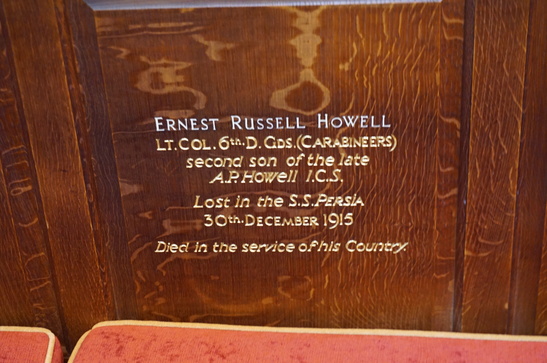 ERNEST RUSSELL HOWELL
LT. COL. 6th. D. GDS. (CARABINEERS)
second son of the late
A.P. Howell I.C.S.
Lost in the S.S. PERSIA
30th. DECEMBER 1915
Died in the service of his Country.